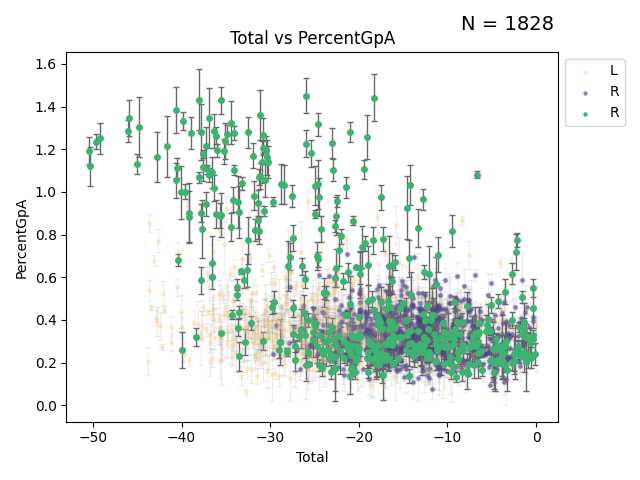 N = 1828
Total vs PercentGpA
L
R
R
1.6
1.4
1.2
1.0
0.8
0.6
0.4
0.2
0.0
PercentGpA
−50
−40
−30
−20
−10
0
Total